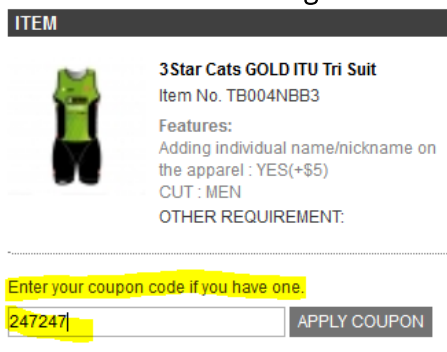 ITEM
3Star Cats GOLD ITU Tri Suit
Item No. TB004NBB3
Features:
Adding individual name/nickname on
the apparel : YES(+$5)
CUT : MEN
OTHER REQUIREMENT:
Enter your coupon code if you have one.
247247
APPLY COUPON